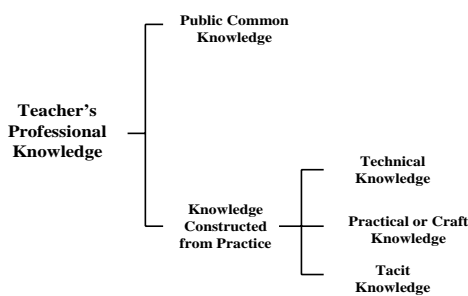 Public Common
Knowledge
Teacher's
Professional
Knowledge
Technical
Knowledge
Knowledge
Constructed
from Practice
Practical or Craft
Knowledge
Tacit
Knowledge